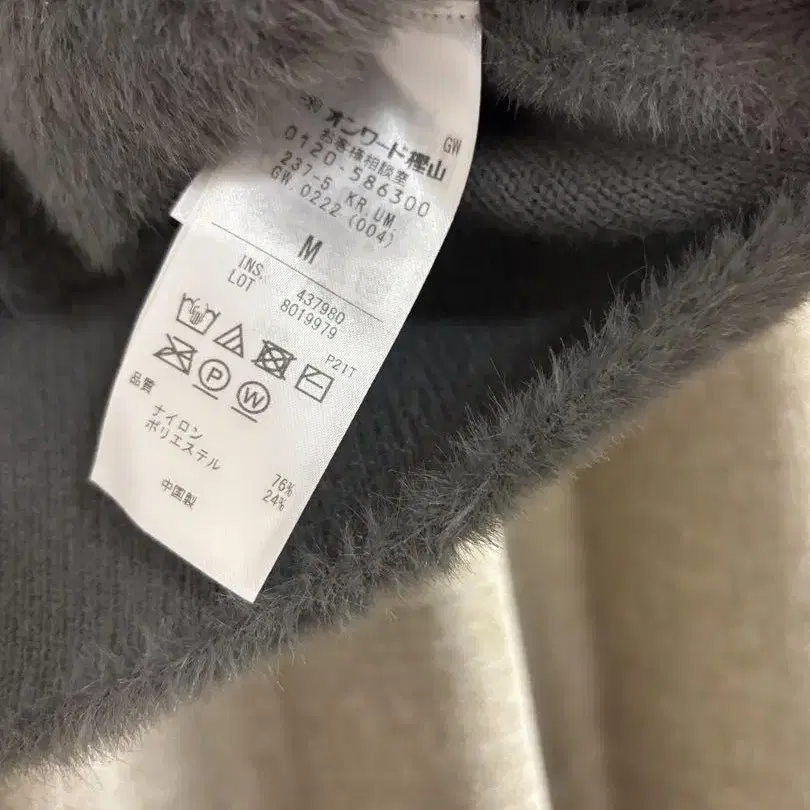 ㈱オンワード樫山 GW
お客様相談室
0120-586300
237-5 KR.UM.
GW.0222 (004)
M
INS. 437980
LOT 8019979
P21T
P W
品質
ナイロン 76%
ポリエステル 24%
中国製